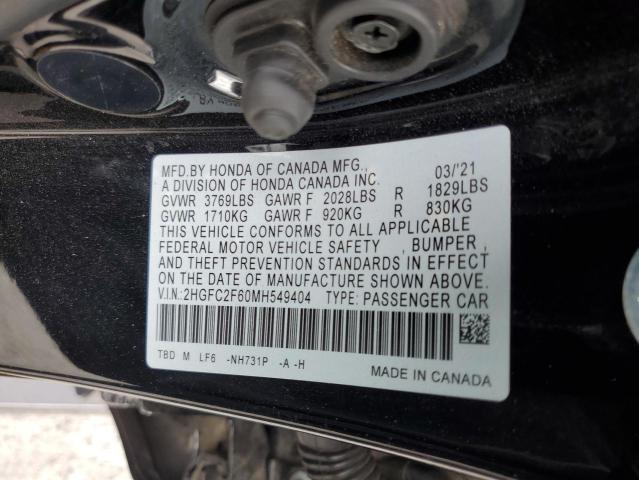 MFD.BY HONDA OF CANADA MFG., 03/'21
A DIVISION OF HONDA CANADA INC.
GVWR 3769LBS GAWR F 2028LBS R 1829LBS
GVWR 1710KG GAWR F 920KG R 830KG
THIS VEHICLE CONFORMS TO ALL APPLICABLE
FEDERAL MOTOR VEHICLE SAFETY , BUMPER ,
AND THEFT PREVENTION STANDARDS IN EFFECT
ON THE DATE OF MANUFACTURE SHOWN ABOVE.
V.I.N.:2HGFC2F60MH549404 TYPE: PASSENGER CAR
TBD M LF6 -NH731P -A -H
MADE IN CANADA